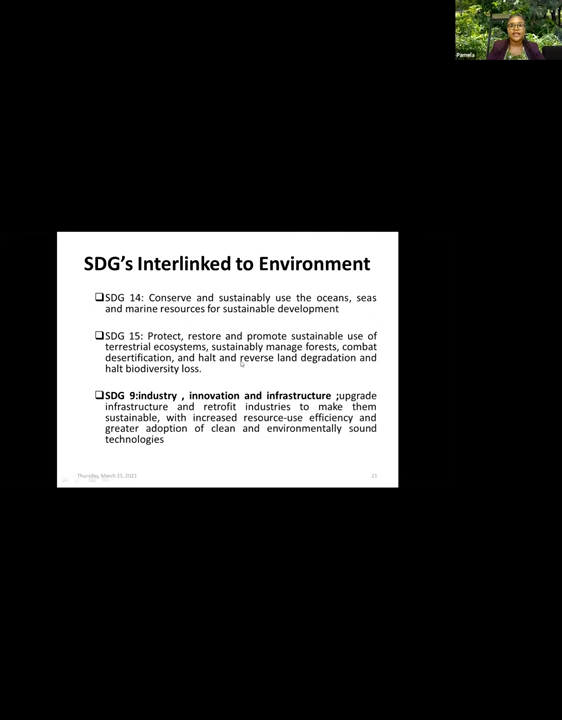 Pamela
SDG's Interlinked to Environment
❑SDG 14: Conserve and sustainably use the oceans, seas
and marine resources for sustainable development
❑SDG 15: Protect, restore and promote sustainable use of
terrestrial ecosystems, sustainably manage forests, combat
desertification, and halt and reverse land degradation and
halt biodiversity loss.
❑SDG 9:industry , innovation and infrastructure ;upgrade
infrastructure and retrofit industries to make them
sustainable, with increased resource-use efficiency and
greater adoption of clean and environmentally sound
technologies
Thursday, March 25, 2021